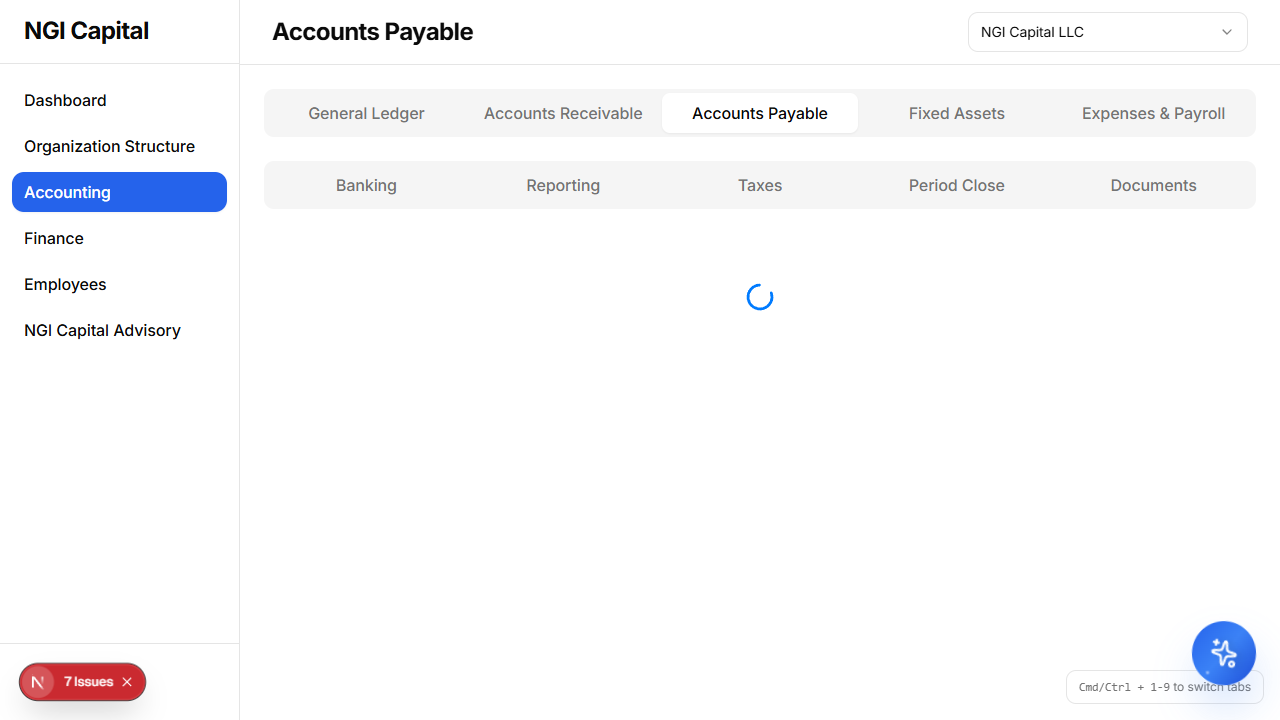 NGI Capital
Accounts Payable
NGI Capital LLC
Dashboard
Organization Structure
Accounting
Finance
Employees
NGI Capital Advisory
General Ledger
Accounts Receivable
Accounts Payable
Fixed Assets
Expenses & Payroll
Banking
Reporting
Taxes
Period Close
Documents
N
7 Issues
Cmd/Ctrl + 1-9 to switch tabs